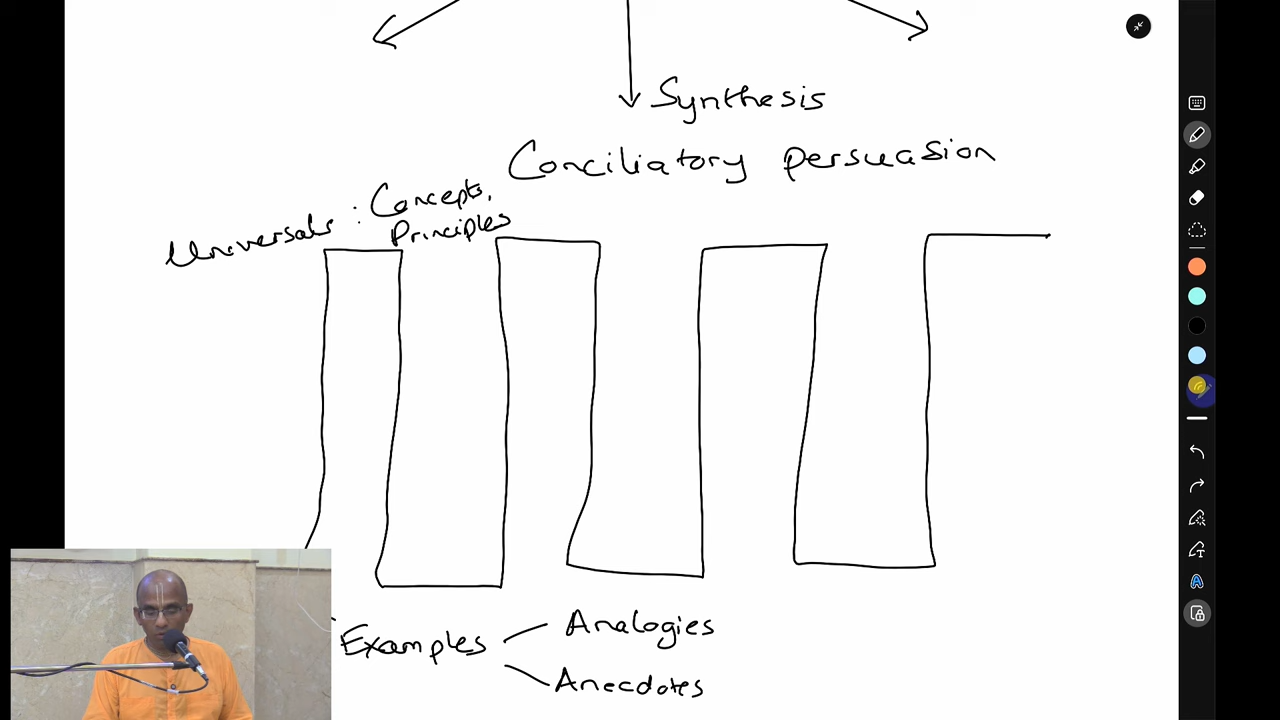 Synthesis
Conciliatory persuasion
Universals : Concepts,
Principles
Examples
Analogies
Anecdotes